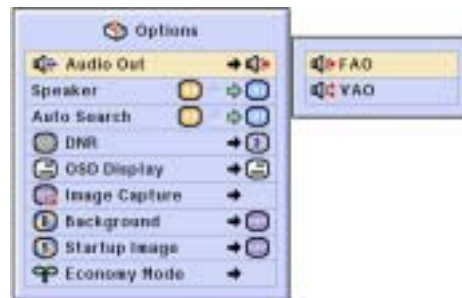 Options
Audio Out
Speaker
Auto Search
DNR
OSD Display
Image Capture
Background
Startup Image
Economy Mode
FAO
VAO